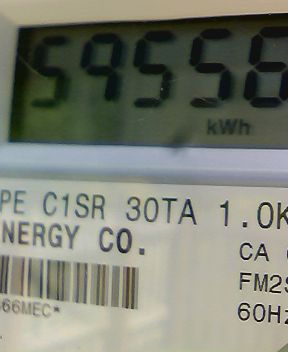 59556
kWh
PE C1SR 30TA 1.0K
NERGY CO.
CA
FM2S
66MEC*
60Hz